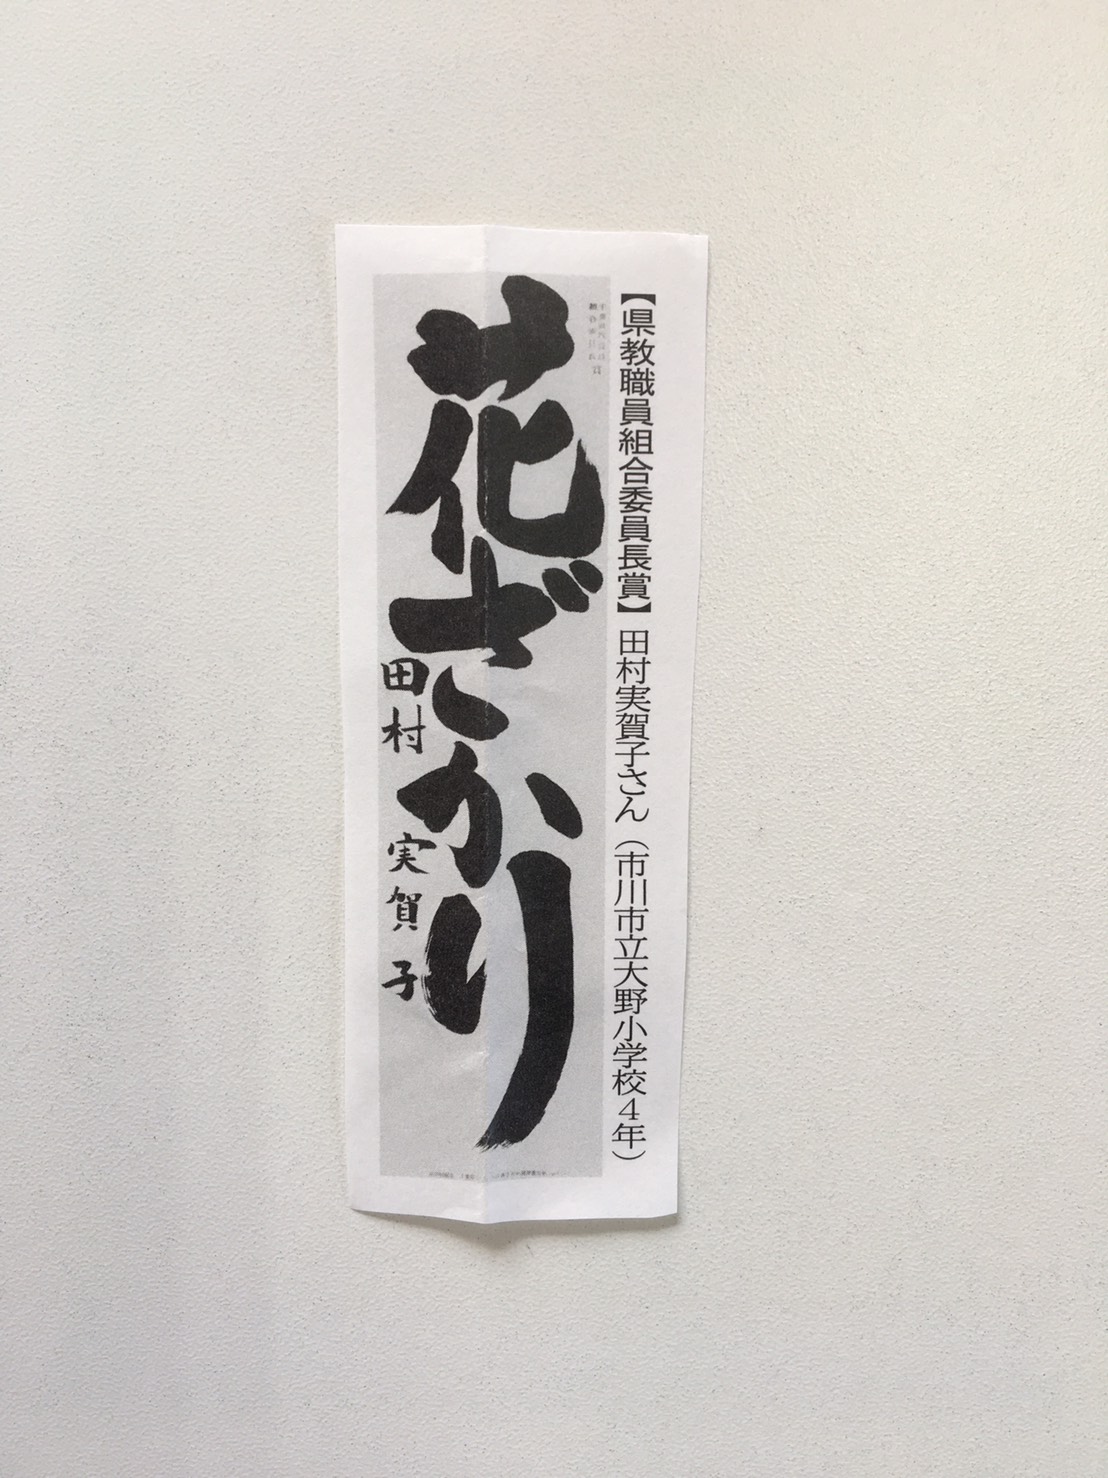 【県教職員組合委員長賞】田村実賀子さん（市川市立大野小学校４年）
花ざかり
田村 実賀子